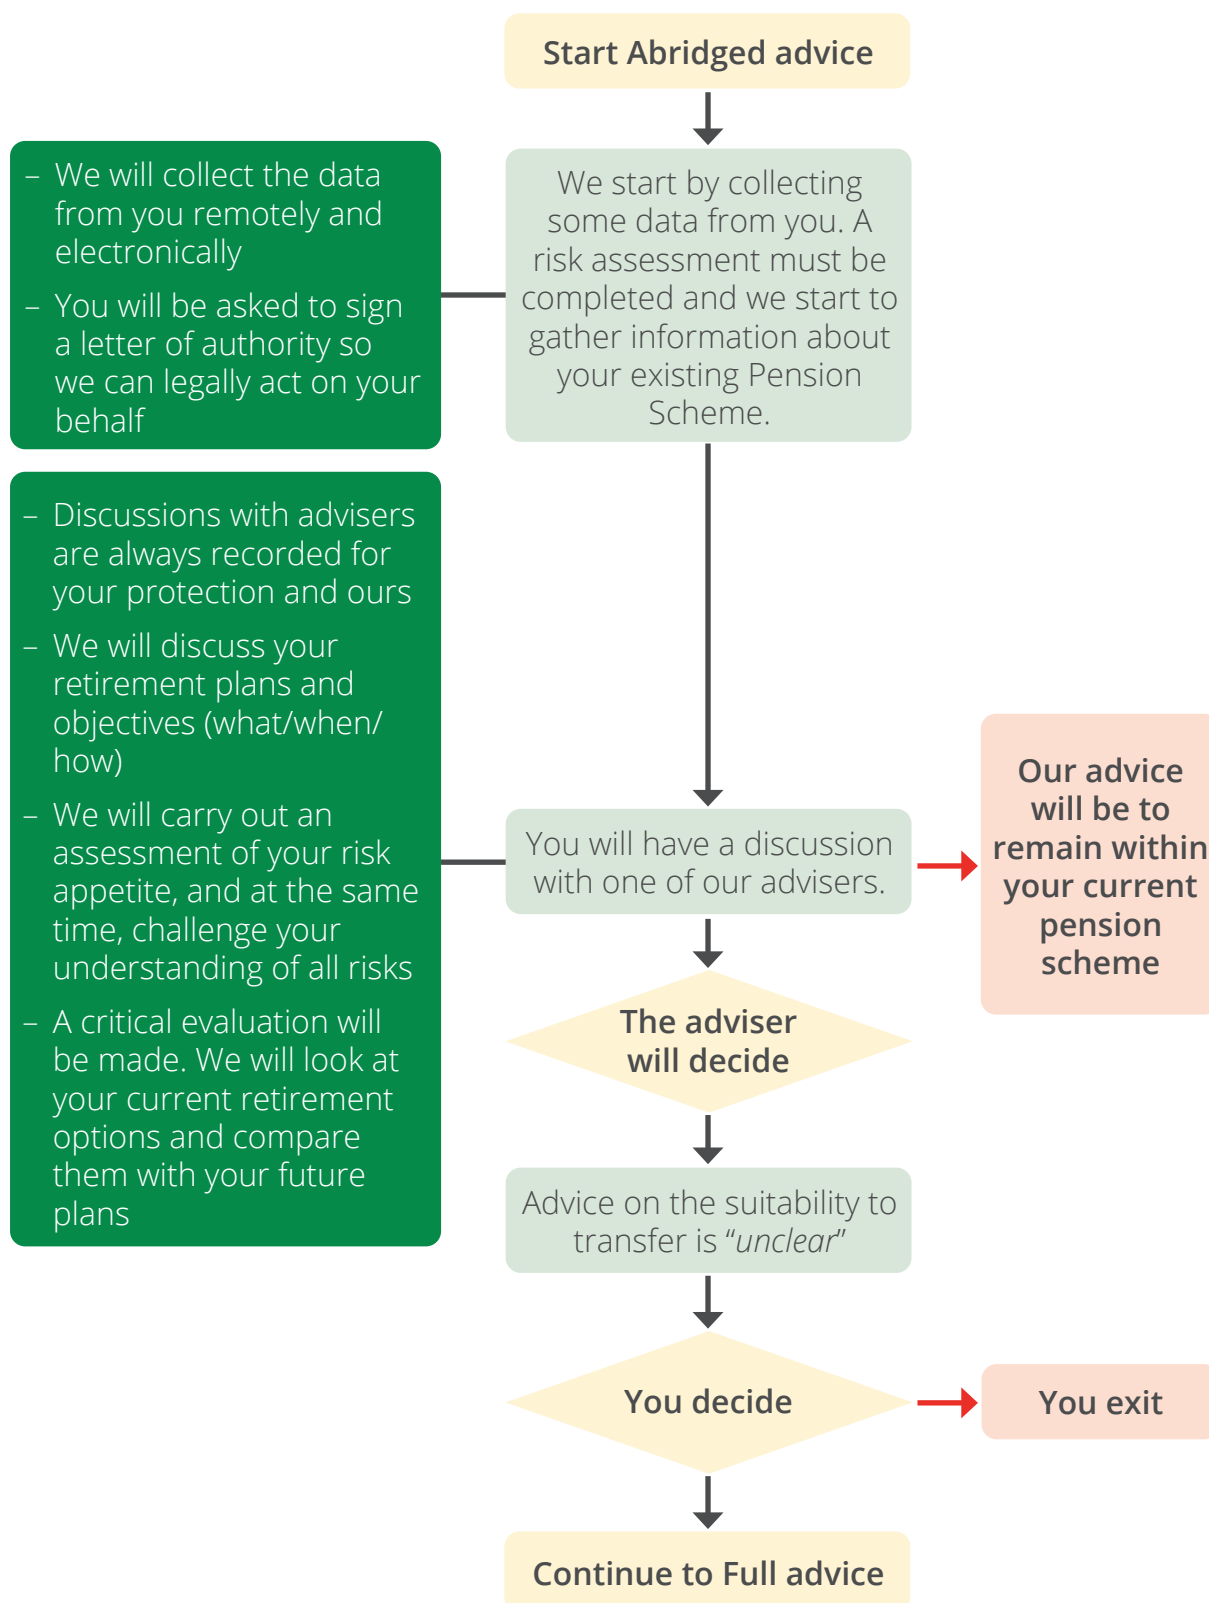 Start Abridged advice
– We will collect the data
from you remotely and
electronically
– You will be asked to sign
a letter of authority so
we can legally act on your
behalf
We start by collecting
some data from you. A
risk assessment must be
completed and we start to
gather information about
your existing Pension
Scheme.
– Discussions with advisers
are always recorded for
your protection and ours
– We will discuss your
retirement plans and
objectives (what/when/
how)
– We will carry out an
assessment of your risk
appetite, and at the same
time, challenge your
understanding of all risks
– A critical evaluation will
be made. We will look at
your current retirement
options and compare
them with your future
plans
You will have a discussion
with one of our advisers.
Our advice
will be to
remain within
your current
pension
scheme
The adviser
will decide
Advice on the suitability to
transfer is “unclear”
You decide
You exit
Continue to Full advice